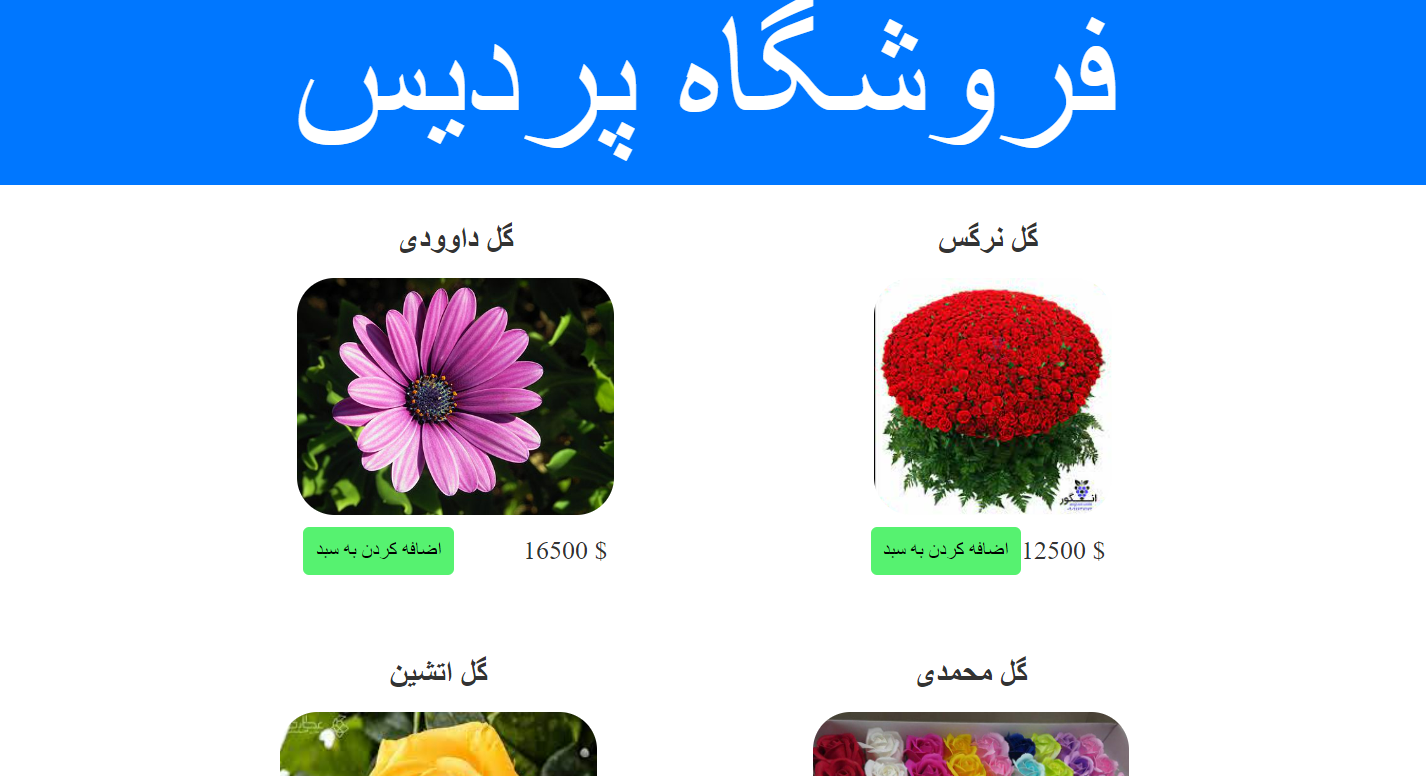 فروشگاه پردیس
گل نرگس
گل داوودی
انگور
12500 $
اضافه کردن به سبد
16500 $
اضافه کردن به سبد
گل محمدی
گل اتشین